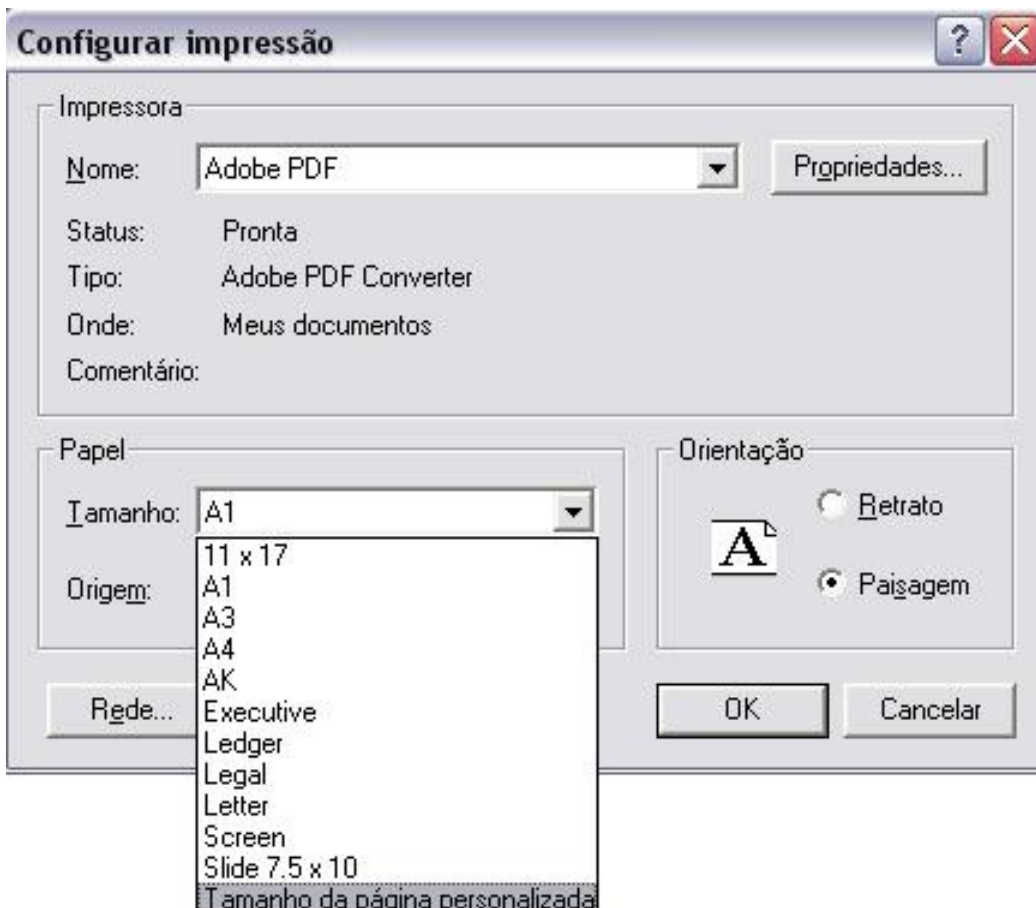 Configurar impressão
Impressora
Nome: Adobe PDF Propriedades...
Status: Pronta
Tipo: Adobe PDF Converter
Onde: Meus documentos
Comentário:
Papel
Tamanho: A1
11 x 17
A1
A3
A4
AK
Executive
Ledger
Legal
Letter
Screen
Slide 7.5 x 10
Tamanho da página personalizada
Origem:
Orientação
A
Retrato
Paisagem
Rede... OK Cancelar